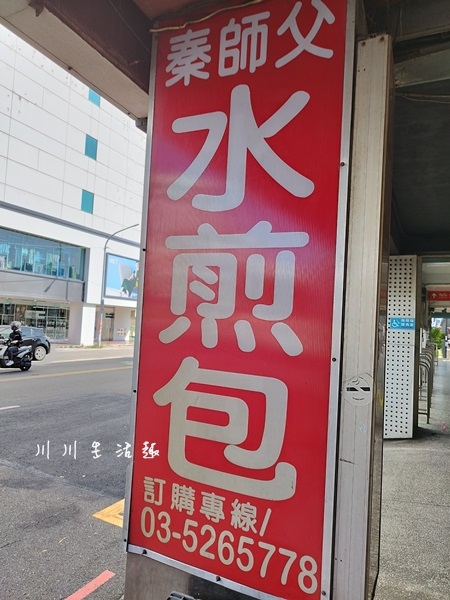 秦師父
水煎包
訂購專線/
03-5265778
川川生活趣